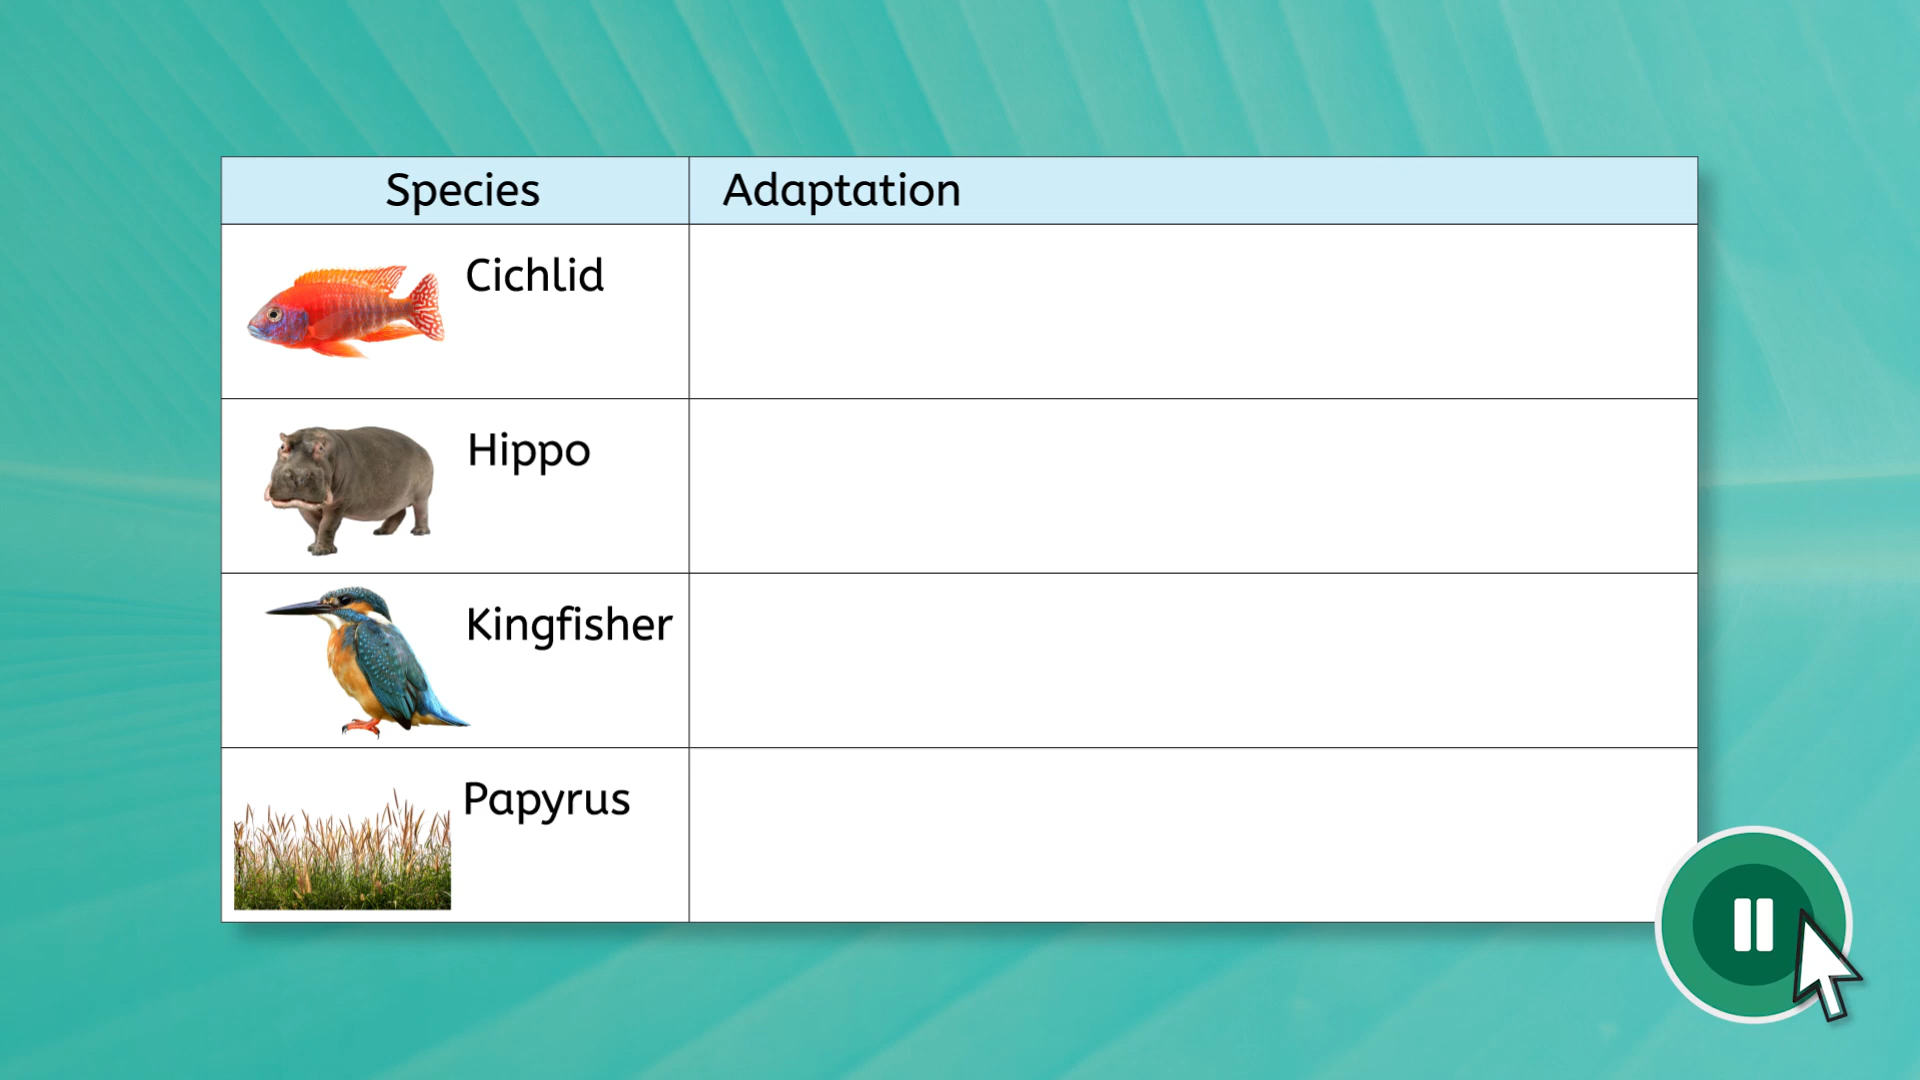 Species
Adaptation
Cichlid
Hippo
Kingfisher
Papyrus